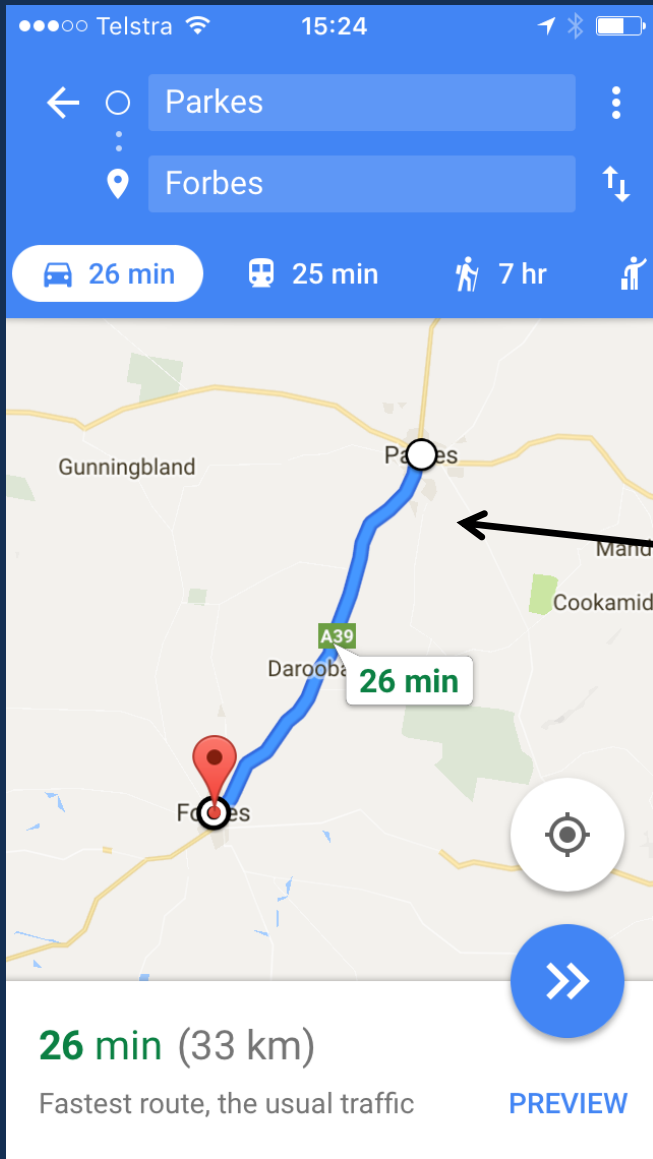 Telstra 15:24
Parkes
Forbes
26 min 25 min 7 hr
Gunningbland
Mand
Cookamid
A39
26 min
26 min (33 km)
Fastest route, the usual traffic
PREVIEW